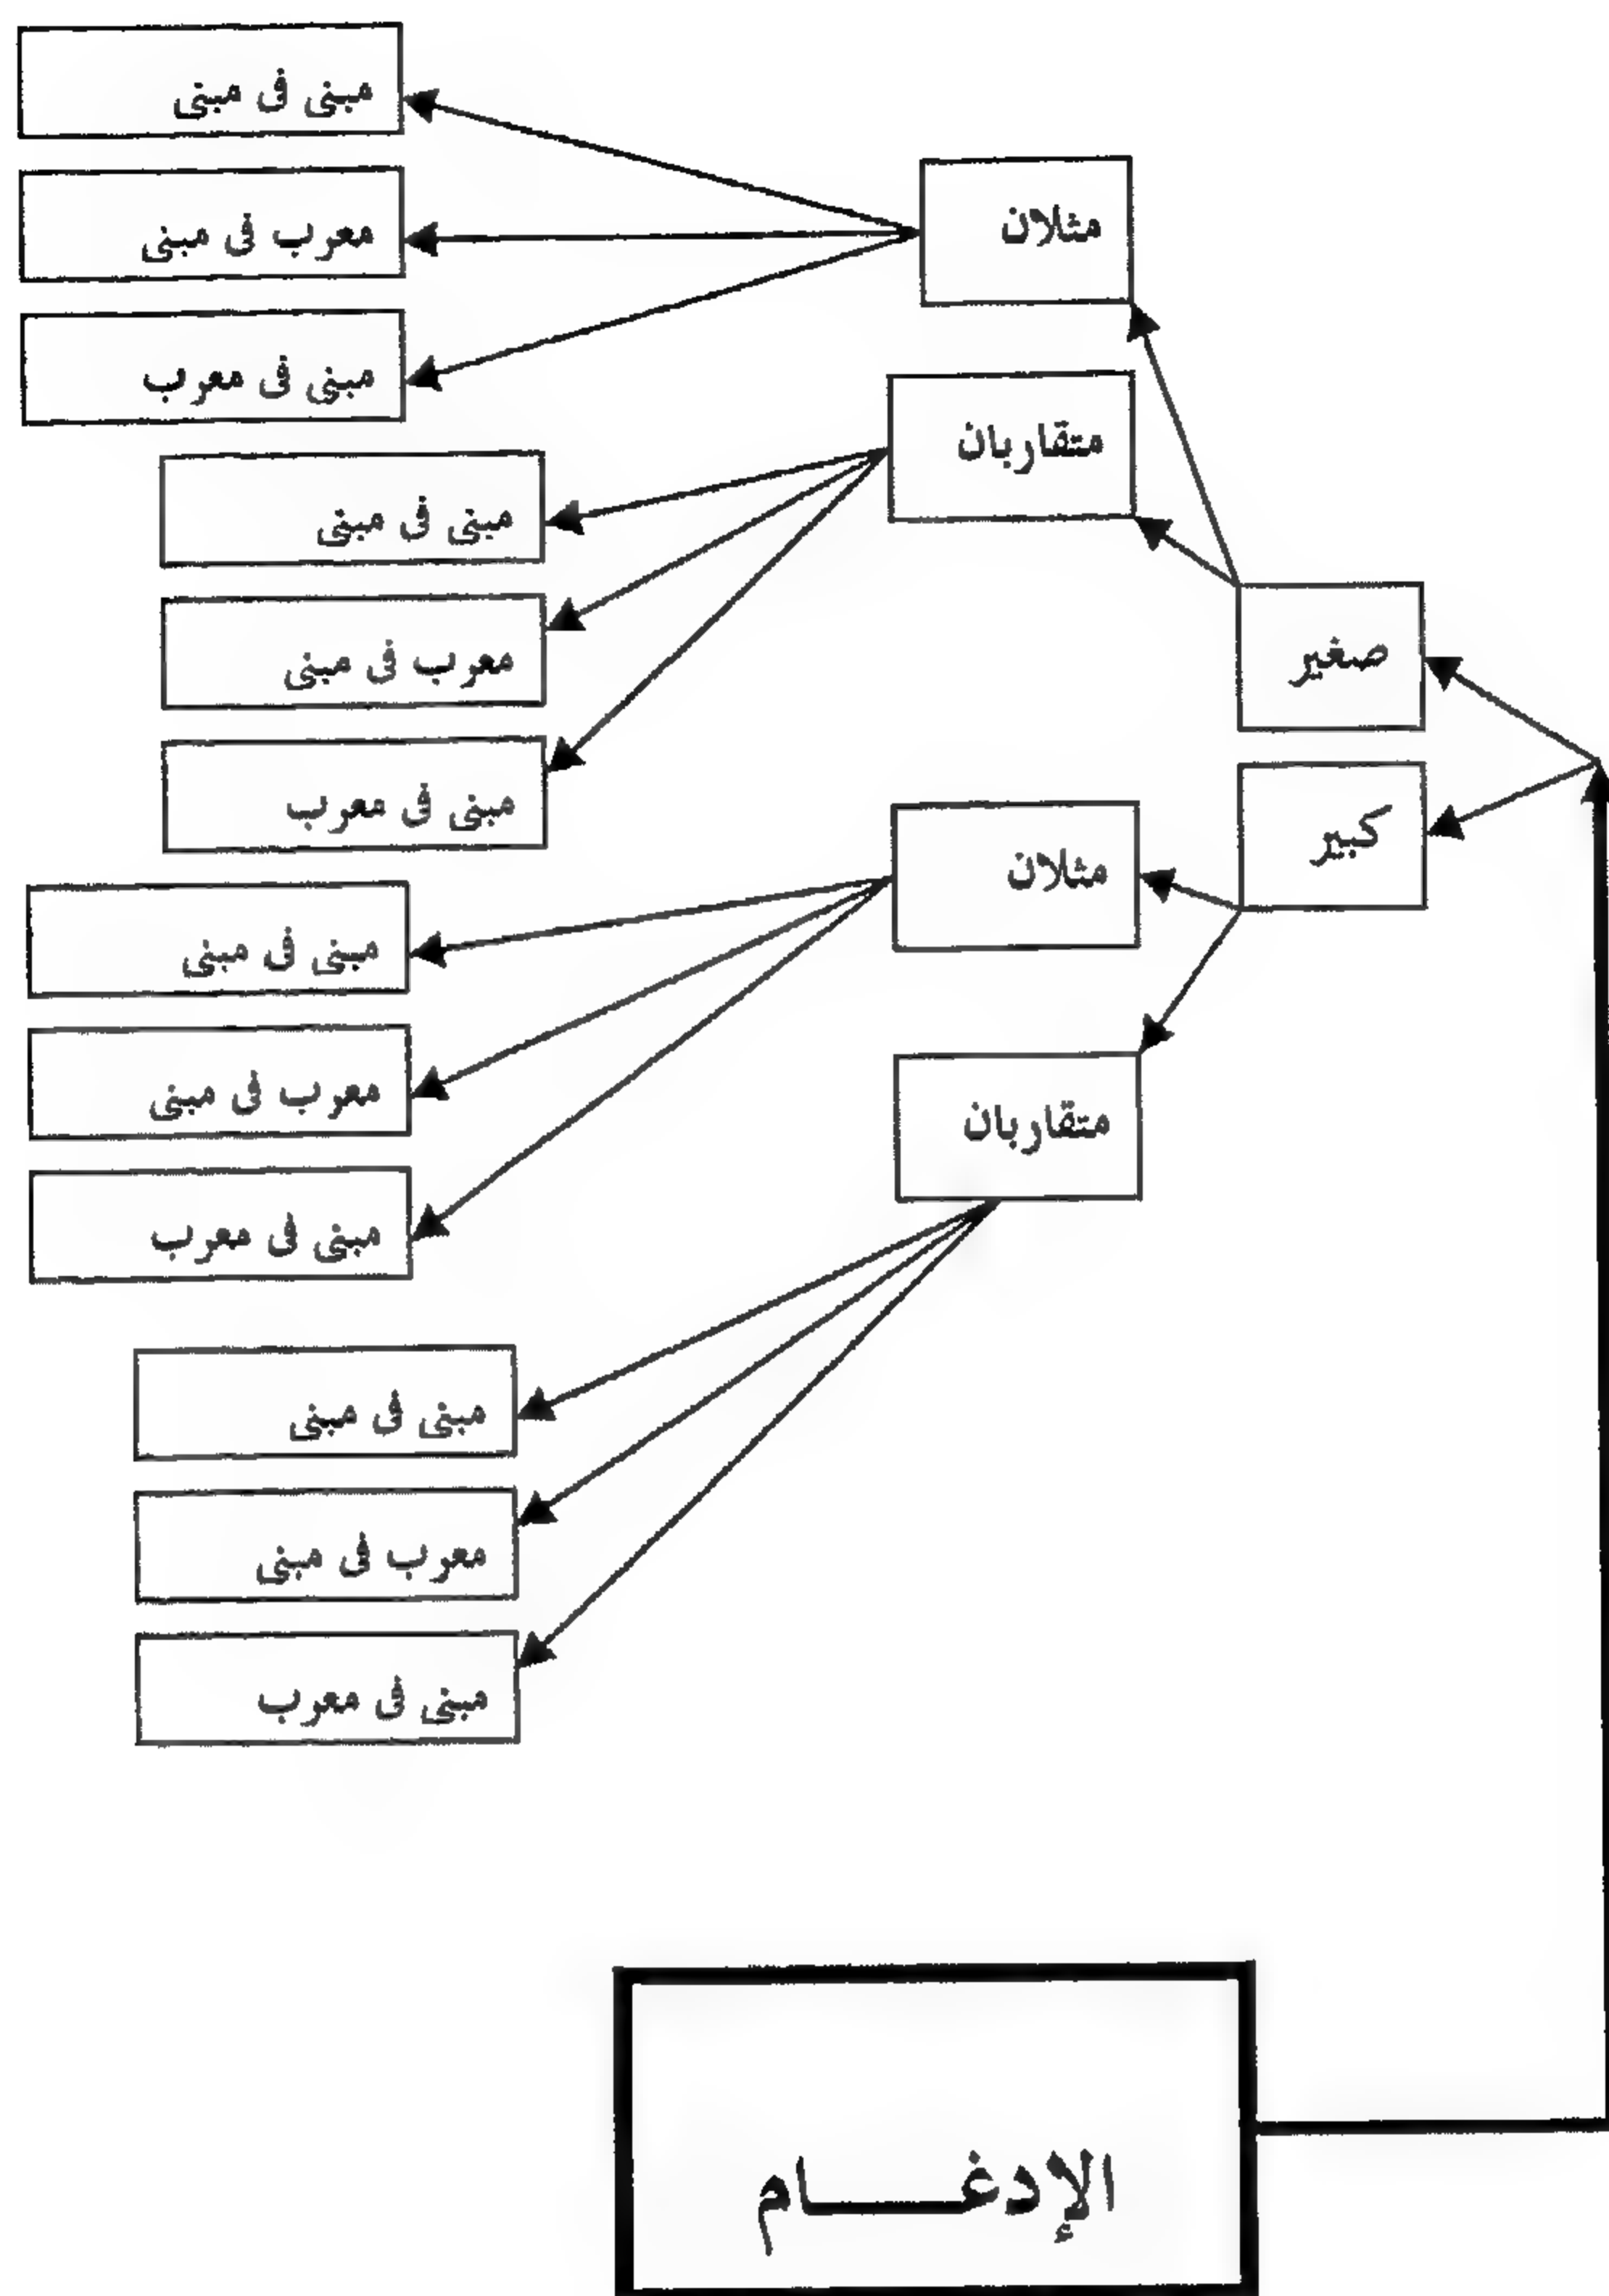 مبنى فى مبنى
مثلان
معرب فى مبنى
مبنى فى معرب
متقاربان
مبنى فى مبنى
صغير
معرب فى مبنى
مبنى فى معرب
كبير
مثلان
مبنى فى مبنى
معرب فى مبنى
متقاربان
مبنى فى معرب
مبنى فى مبنى
معرب فى مبنى
مبنى فى معرب
الإدغـــــام